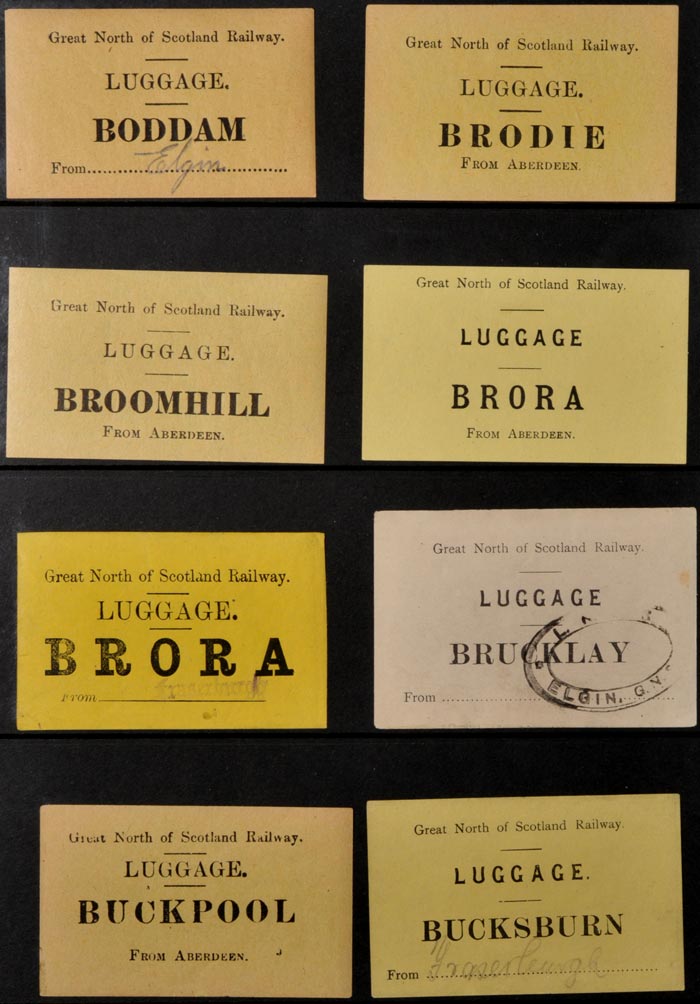 Great North of Scotland Railway.
LUGGAGE.
BODDAM
From Elgin
Great North of Scotland Railway.
LUGGAGE.
BRODIE
FROM ABERDEEN.
Great North of Scotland Railway.
LUGGAGE.
BROOMHILL
FROM ABERDEEN.
Great North of Scotland Railway.
LUGGAGE
BRORA
FROM ABERDEEN.
Great North of Scotland Railway.
LUGGAGE.
BRORA
From Fraserburgh
Great North of Scotland Railway.
LUGGAGE
BRUCKLAY
From
ELGIN. G.N.
Great North of Scotland Railway.
LUGGAGE.
BUCKPOOL
FROM ABERDEEN.
Great North of Scotland Railway.
LUGGAGE.
BUCKSBURN
From Fraserburgh